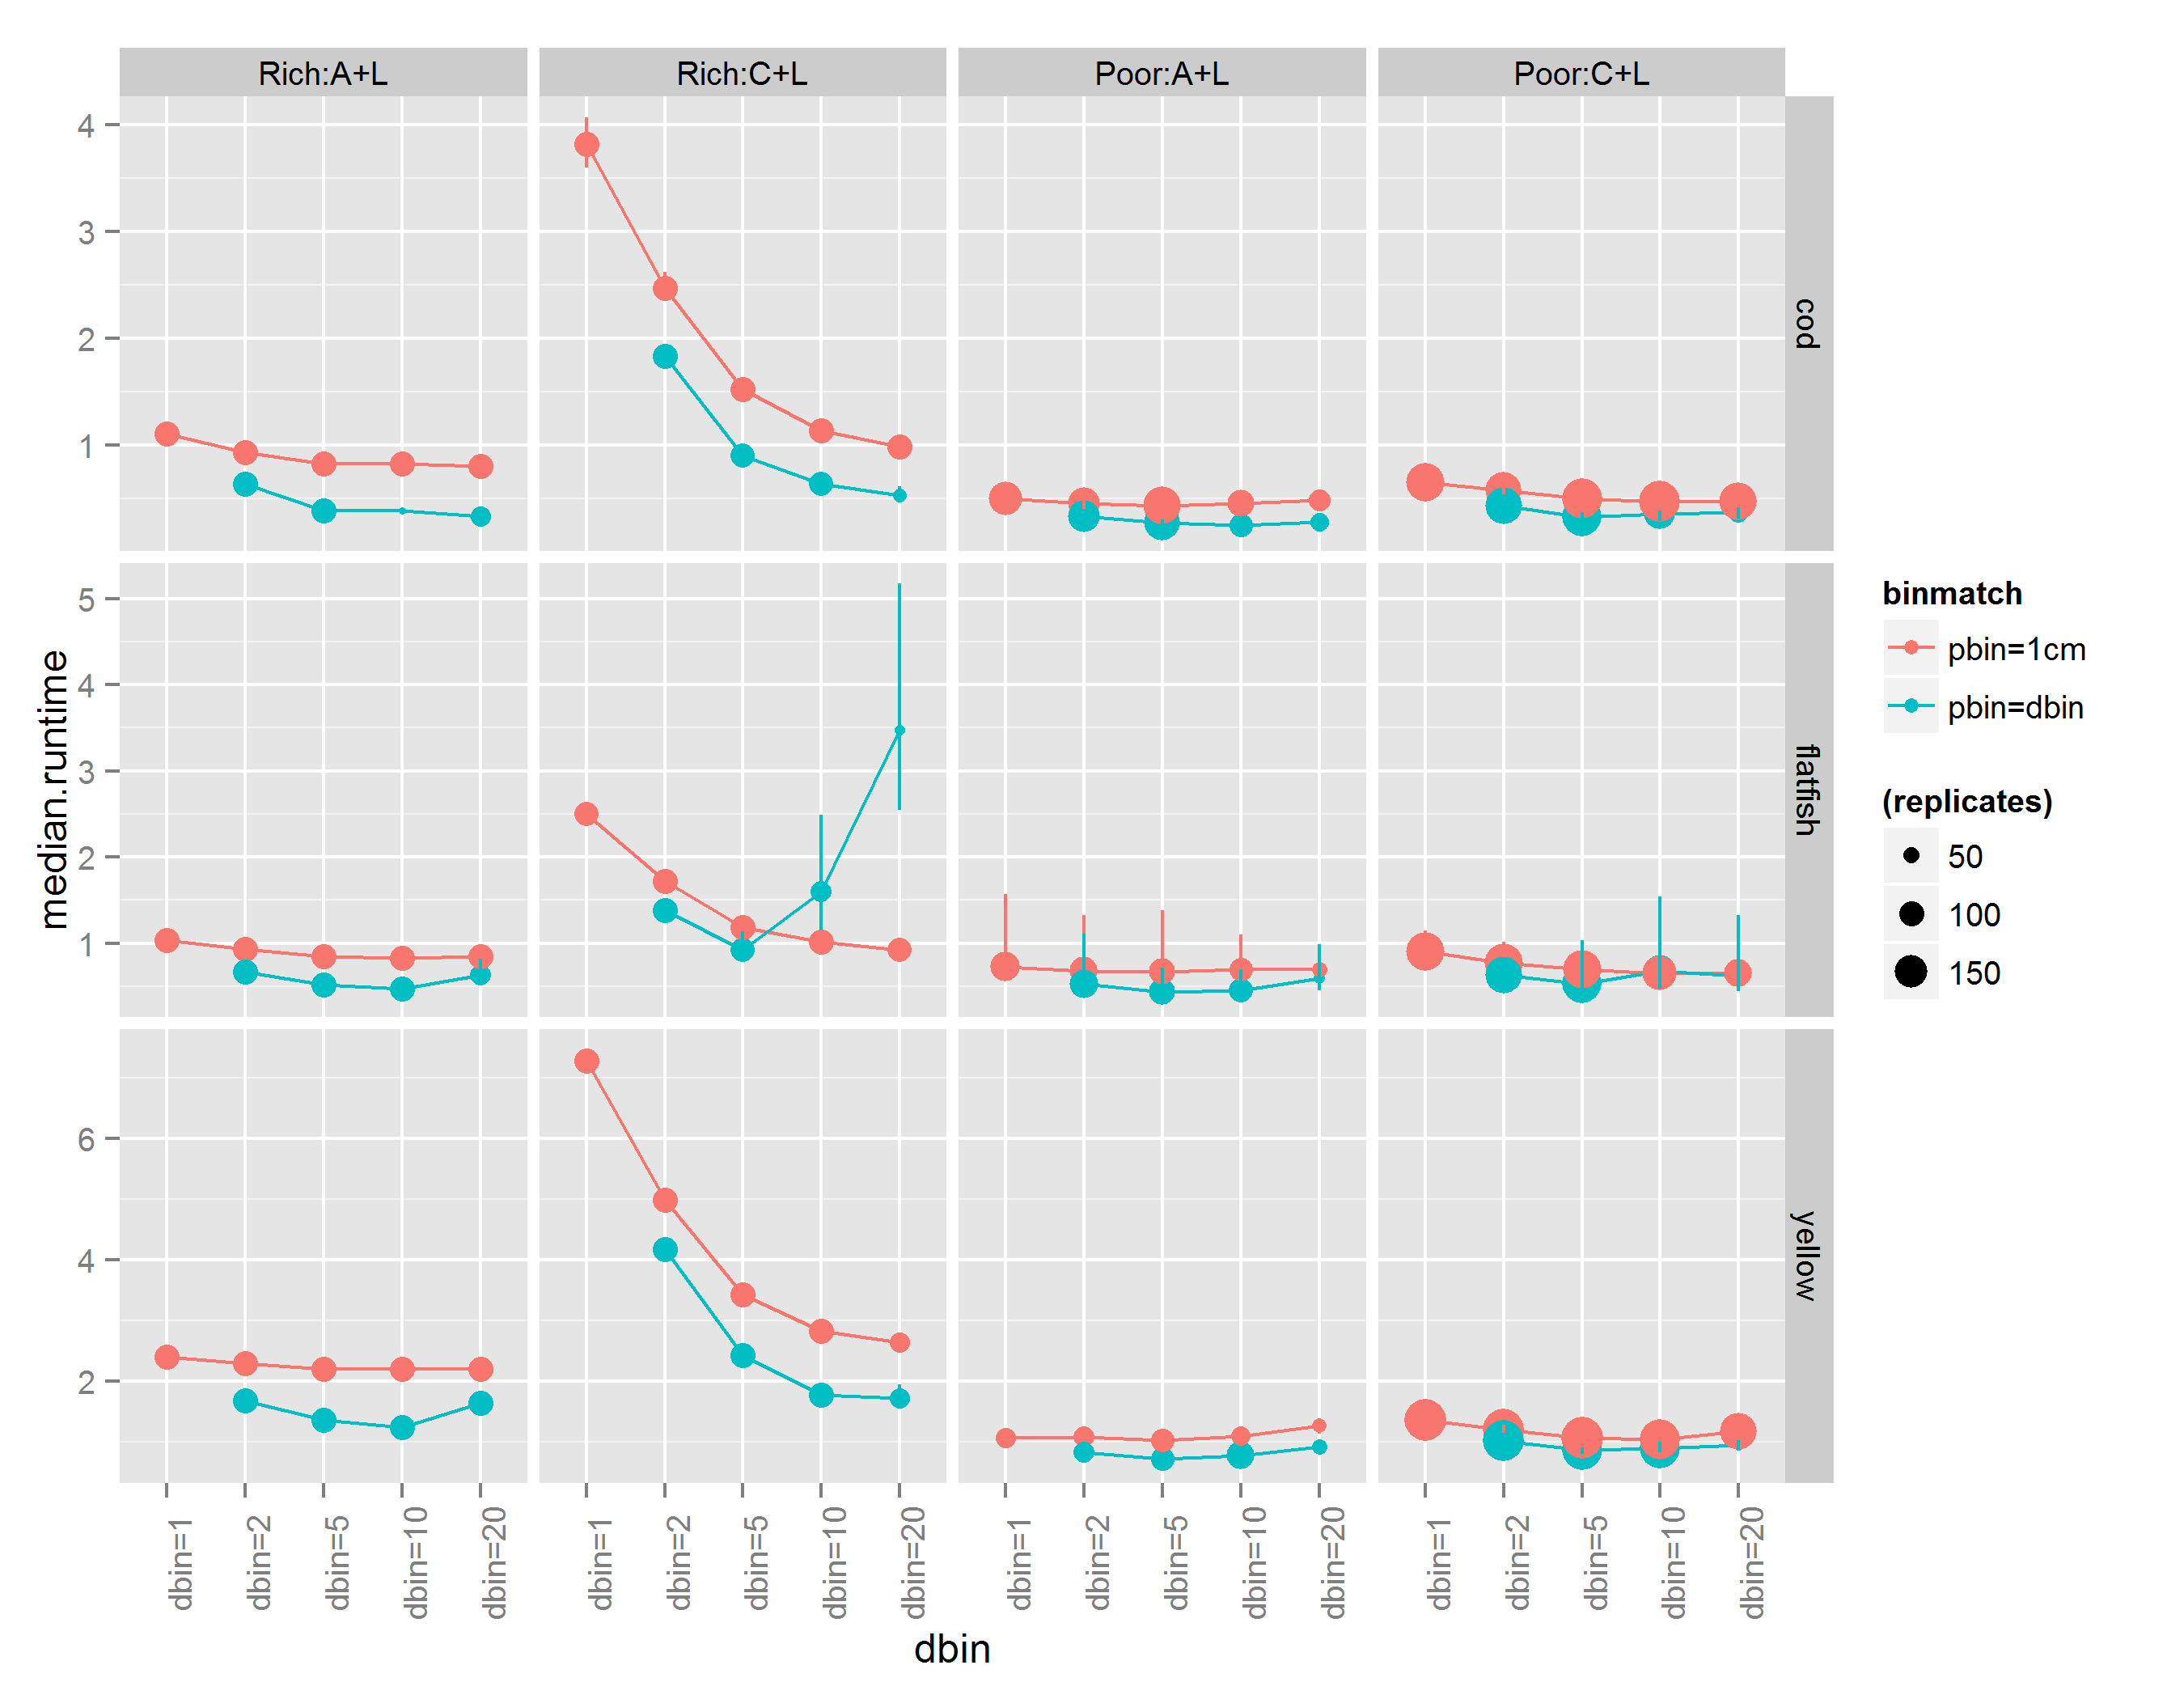 Rich:A+L
Rich:C+L
Poor:A+L
Poor:C+L
4
3
2
1
cod
5
4
3
2
1
flatfish
6
4
2
yellow
median.runtime
dbin=1
dbin=2
dbin=5
dbin=10
dbin=20
dbin=1
dbin=2
dbin=5
dbin=10
dbin=20
dbin=1
dbin=2
dbin=5
dbin=10
dbin=20
dbin=1
dbin=2
dbin=5
dbin=10
dbin=20
dbin
binmatch
pbin=1cm
pbin=dbin
(replicates)
50
100
150